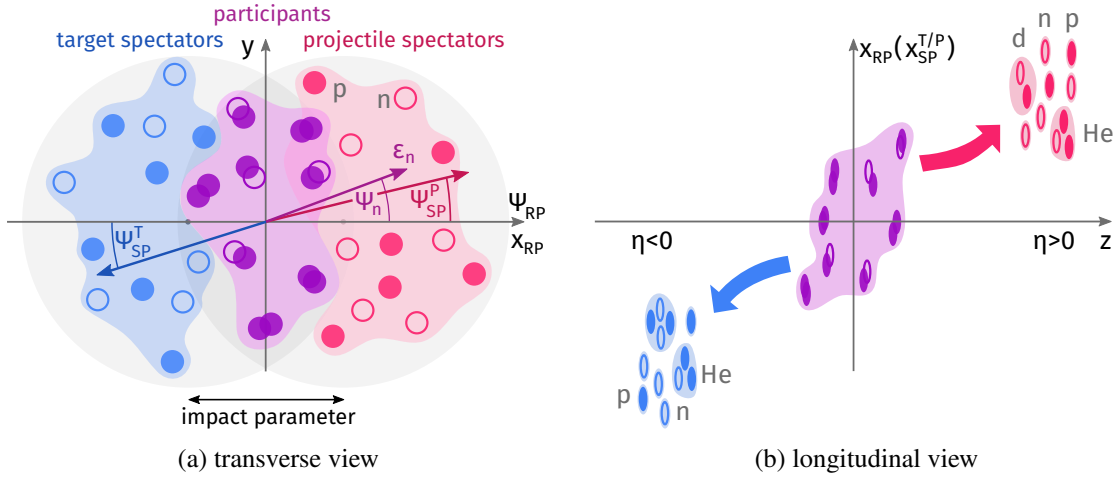 participants
target spectators
y
projectile spectators
p
n
ε_n
Ψ_n
Ψ_SP^P
Ψ_RP
x_RP
Ψ_SP^T
impact parameter
(a) transverse view
x_RP(x_SP^T/P)
n
p
d
He
η<0
η>0
z
He
p
n
(b) longitudinal view